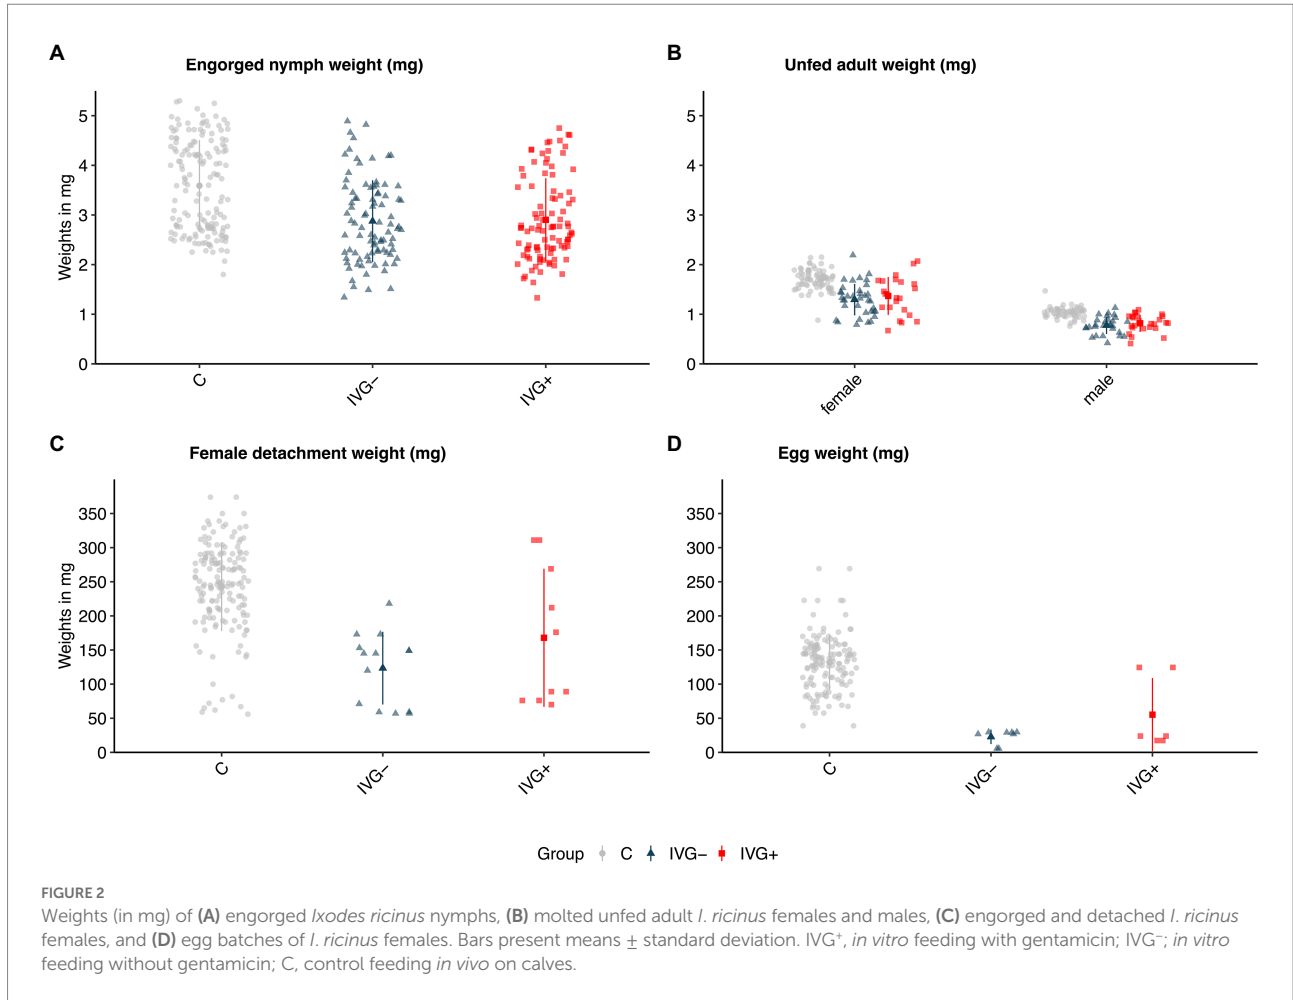 A
Engorged nymph weight (mg)
Weights in mg
5
4
3
2
1
0
C
IVG−
IVG+
B
Unfed adult weight (mg)
5
4
3
2
1
0
female
male
C
Female detachment weight (mg)
Weights in mg
350
300
250
200
150
100
50
0
C
IVG−
IVG+
D
Egg weight (mg)
350
300
250
200
150
100
50
0
C
IVG−
IVG+
Group C IVG− IVG+
FIGURE 2
Weights (in mg) of (A) engorged Ixodes ricinus nymphs, (B) molted unfed adult I. ricinus females and males, (C) engorged and detached I. ricinus
females, and (D) egg batches of I. ricinus females. Bars present means ± standard deviation. IVG⁺, in vitro feeding with gentamicin; IVG⁻; in vitro
feeding without gentamicin; C, control feeding in vivo on calves.